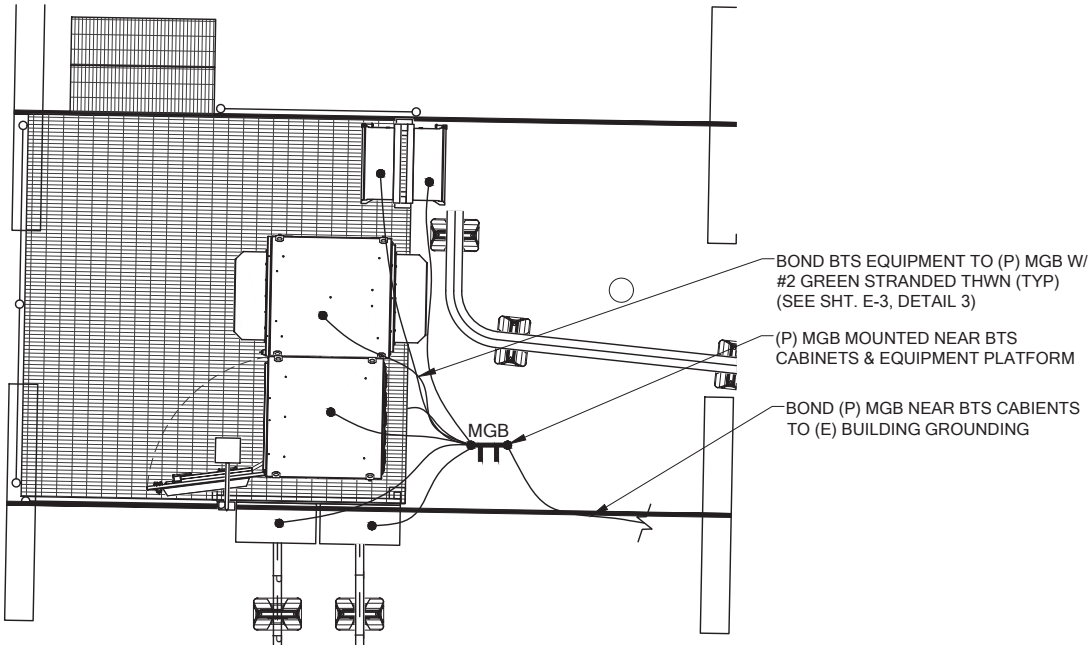 BOND BTS EQUIPMENT TO (P) MGB W/
#2 GREEN STRANDED THWN (TYP)
(SEE SHT. E-3, DETAIL 3)
(P) MGB MOUNTED NEAR BTS
CABINETS & EQUIPMENT PLATFORM
BOND (P) MGB NEAR BTS CABIENTS
TO (E) BUILDING GROUNDING
MGB